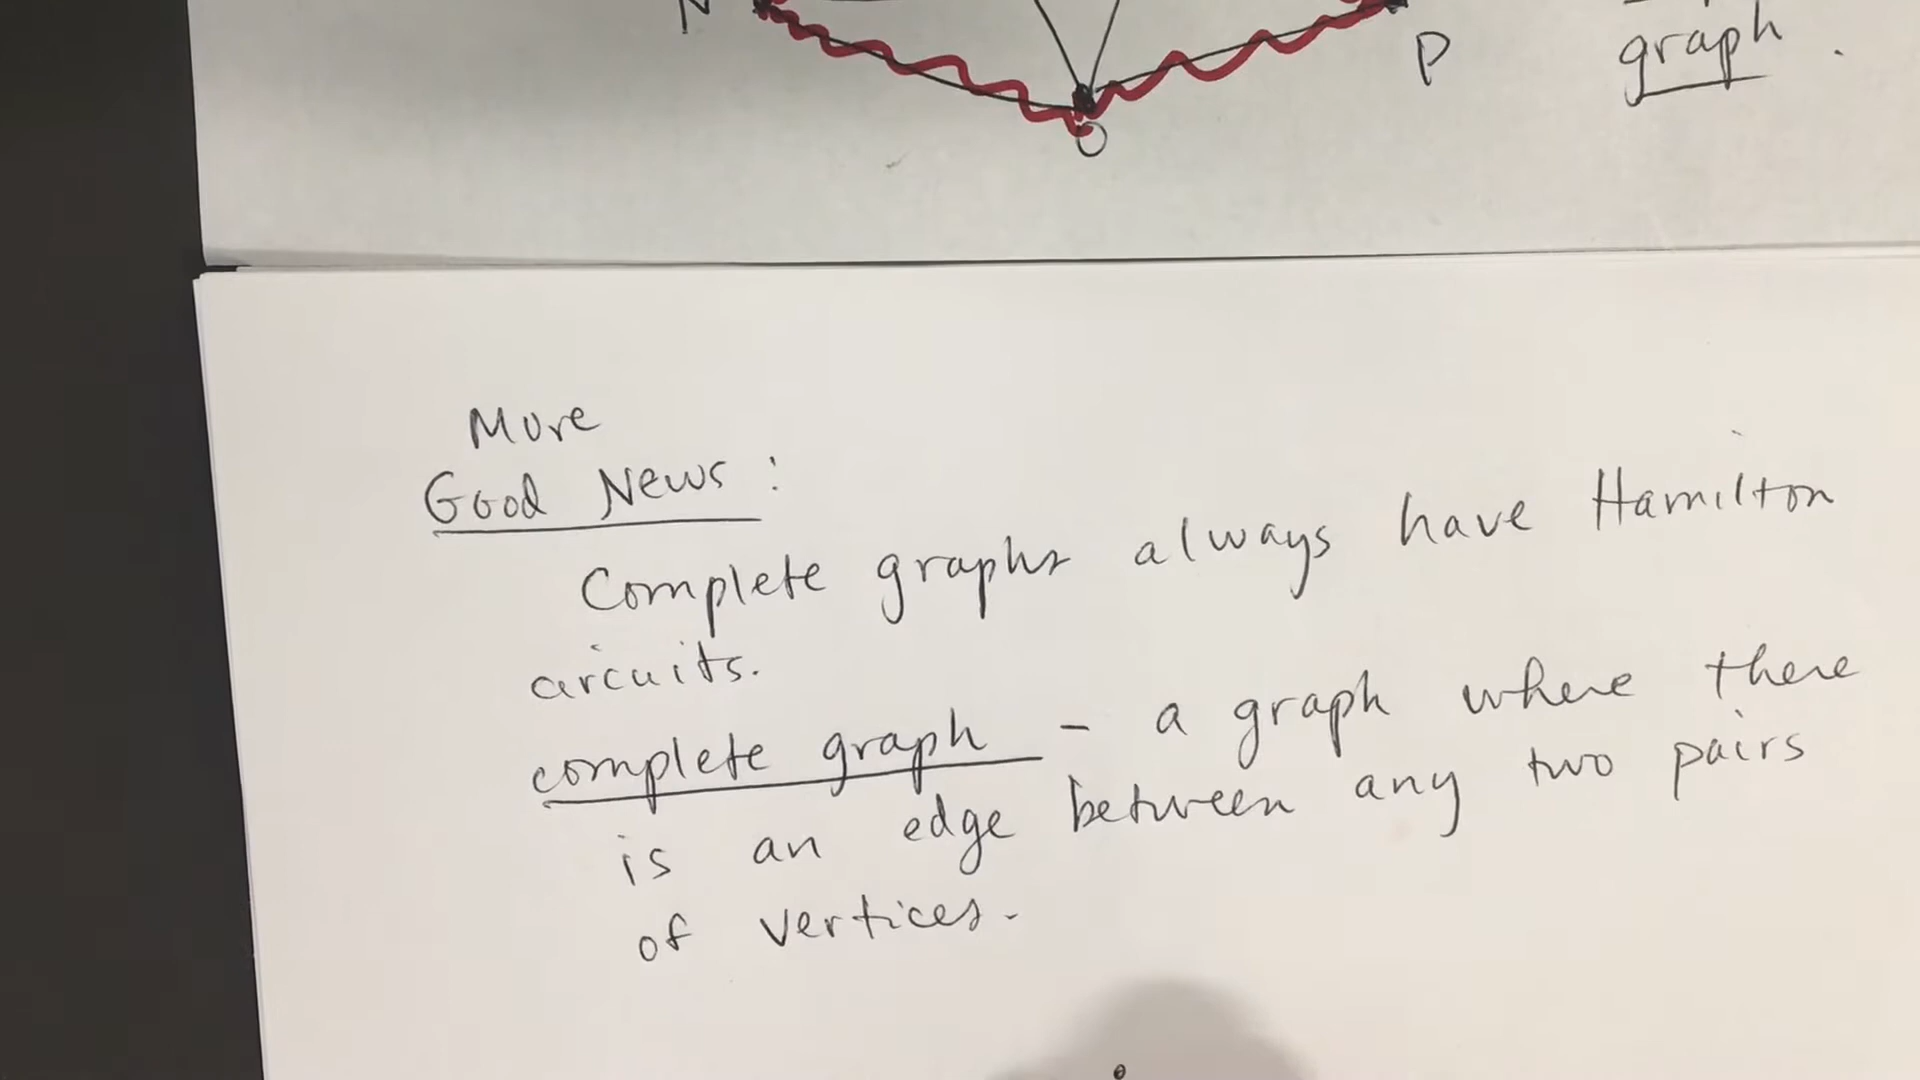 N
P
graph .
O
More
Good News :
Complete graphs always have Hamilton
circuits.
complete graph - a graph where there
is an edge between any two pairs
of vertices.